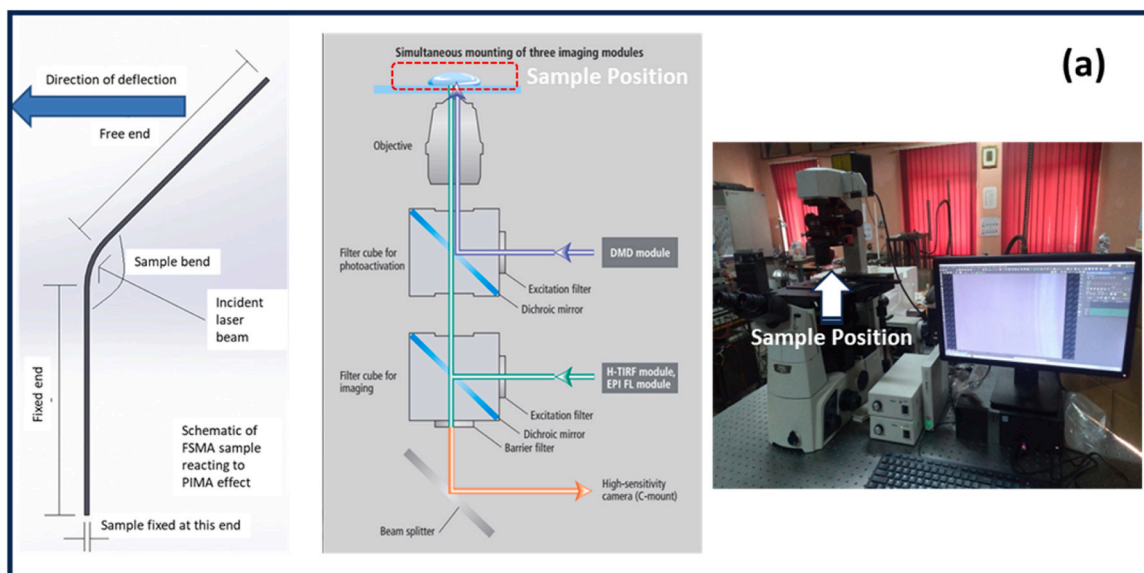 (a)
Direction of deflection
Free end
Sample bend
Incident
laser
beam
Fixed end
Schematic of
FSMA sample
reacting to
PIMA effect
Sample fixed at this end
Simultaneous mounting of three imaging modules
Sample Position
Objective
Filter cube for
photoactivation
DMD module
Excitation filter
Dichroic mirror
Filter cube for
imaging
H-TIRF module,
EPI FL module
Excitation filter
Dichroic mirror
Barrier filter
High-sensitivity
camera (C-mount)
Beam splitter
Sample Position